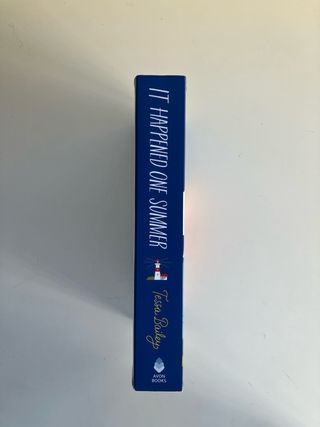 IT HAPPENED ONE SUMMER
Tessa Bailey
AVON
BOOKS